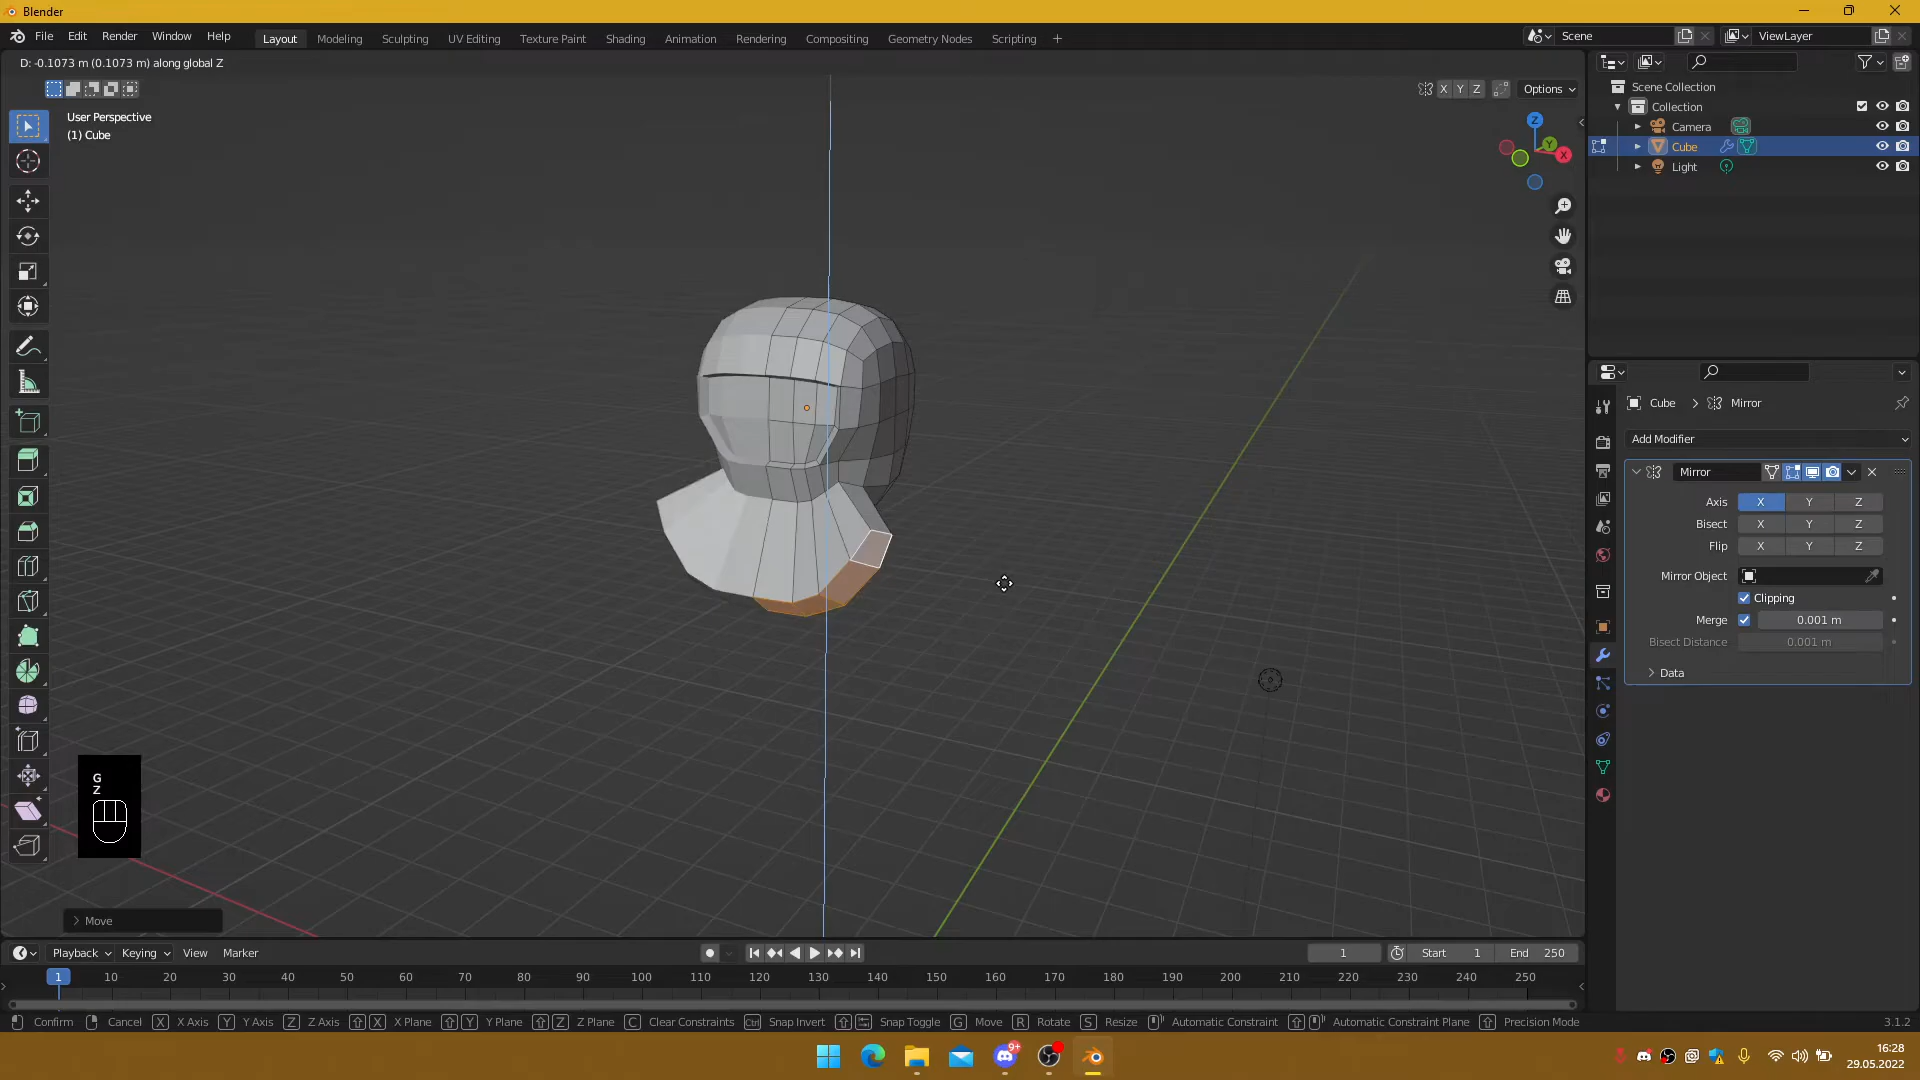 Blender
File Edit Render Window Help
Layout Modeling Sculpting UV Editing Texture Paint Shading Animation Rendering Compositing Geometry Nodes Scripting
Scene
ViewLayer
D: -0.1073 m (0.1073 m) along global Z
X Y Z
Options
User Perspective
(1) Cube
Z
Y
X
Scene Collection
Collection
Camera
Cube
Light
Cube
Mirror
Add Modifier
Mirror
Axis X Y Z
Bisect X Y Z
Flip X Y Z
Mirror Object
Clipping
Merge 0.001 m
Bisect Distance 0.001 m
Data
G
Z
Move
Playback Keying View Marker
1
Start 1
End 250
1 10 20 30 40 50 60 70 80 90 100 110 120 130 140 150 160 170 180 190 200 210 220 230 240 250
Confirm Cancel X X Axis Y Y Axis Z Z Axis X X Plane Y Y Plane Z Z Plane C Clear Constraints Ctrl Snap Invert Snap Toggle G Move R Rotate S Resize Automatic Constraint Automatic Constraint Plane Precision Mode
3.1.2
9+
16:28
29.05.2022